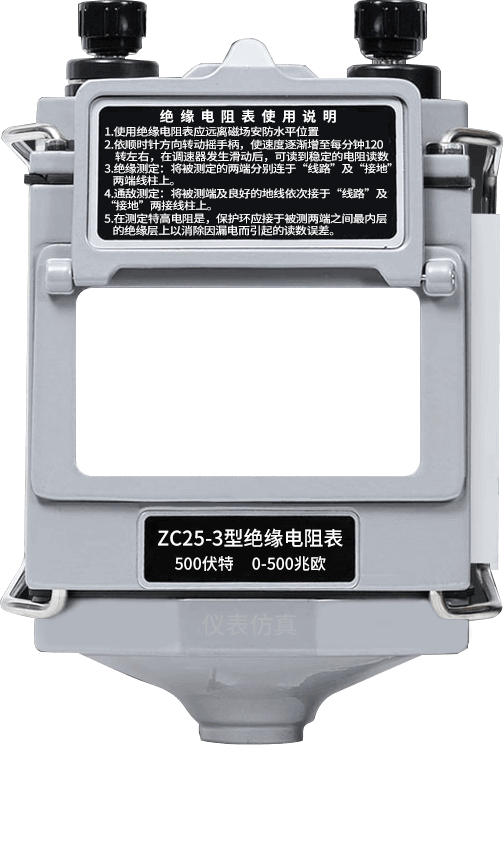 绝缘电阻表使用说明
1.使用绝缘电阻表应远离磁场安防水平位置
2.依顺时针方向转动摇手柄，使速度逐渐增至每分钟120
转左右，在调速器发生滑动后，可读到稳定的电阻读数
3.绝缘测定：将被测定的两端分别连于“线路”及“接地”
两端线柱上。
4.通敌测定：将被测端及良好的地线依次接于“线路”及
“接地”两接线柱上。
5.在测定特高电阻是，保护环应接于被测两端之间最内层
的绝缘层上以消除因漏电而引起的读数误差。
ZC25-3型绝缘电阻表
500伏特 0-500兆欧
仪表仿真